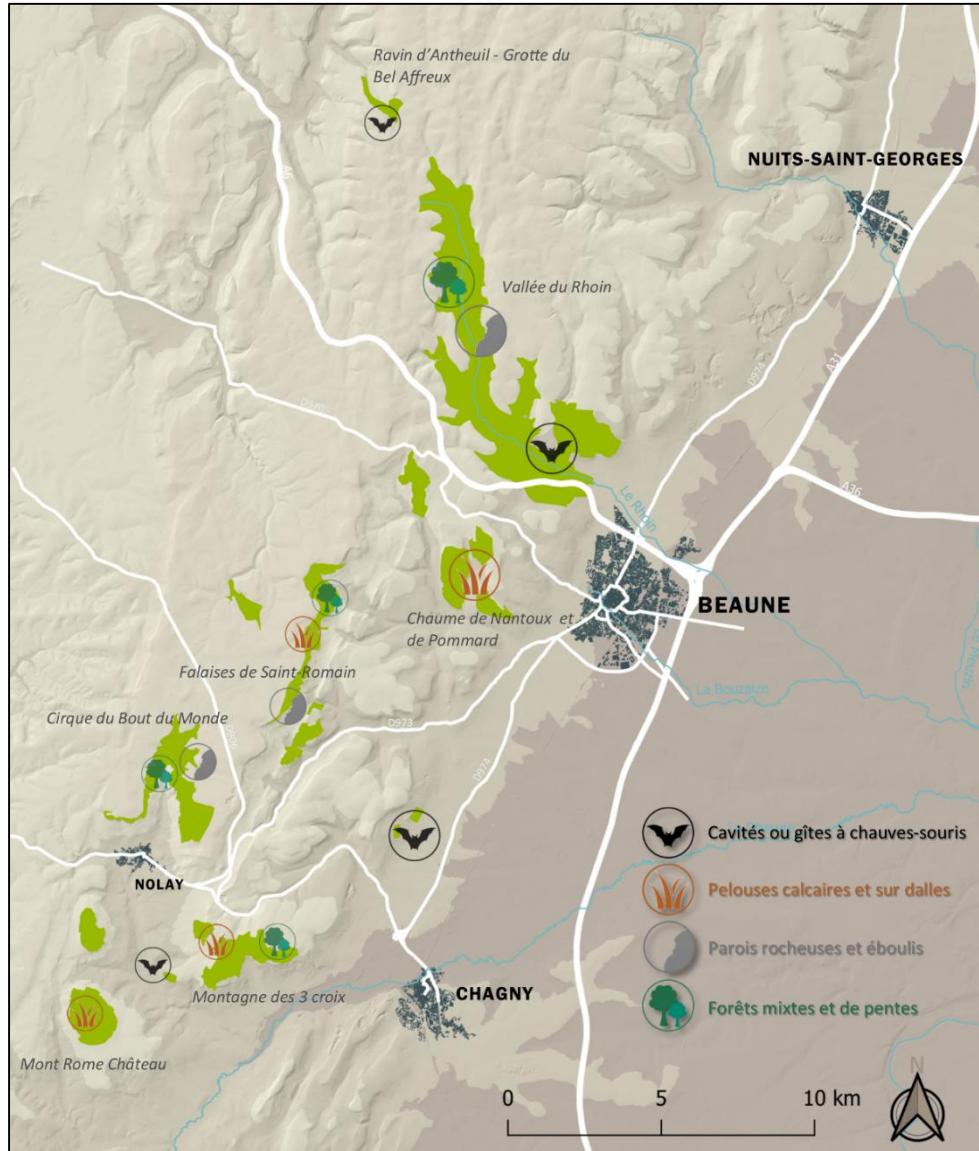 Ravin d'Antheuil - Grotte du
Bel Affreux
NUITS-SAINT-GEORGES
A6
Vallée du Rhoin
D974
A31
D970
A36
Le Rhoin
BEAUNE
Chaume de Nantoux et
de Pommard
Falaises de Saint-Romain
La Bouzaize
Cirque du Bout du Monde
D973
D906
D974
NOLAY
Cavités ou gîtes à chauves-souris
Pelouses calcaires et sur dalles
Parois rocheuses et éboulis
Forêts mixtes et de pentes
Montagne des 3 croix
CHAGNY
Mont Rome Château
N
0 5 10 km